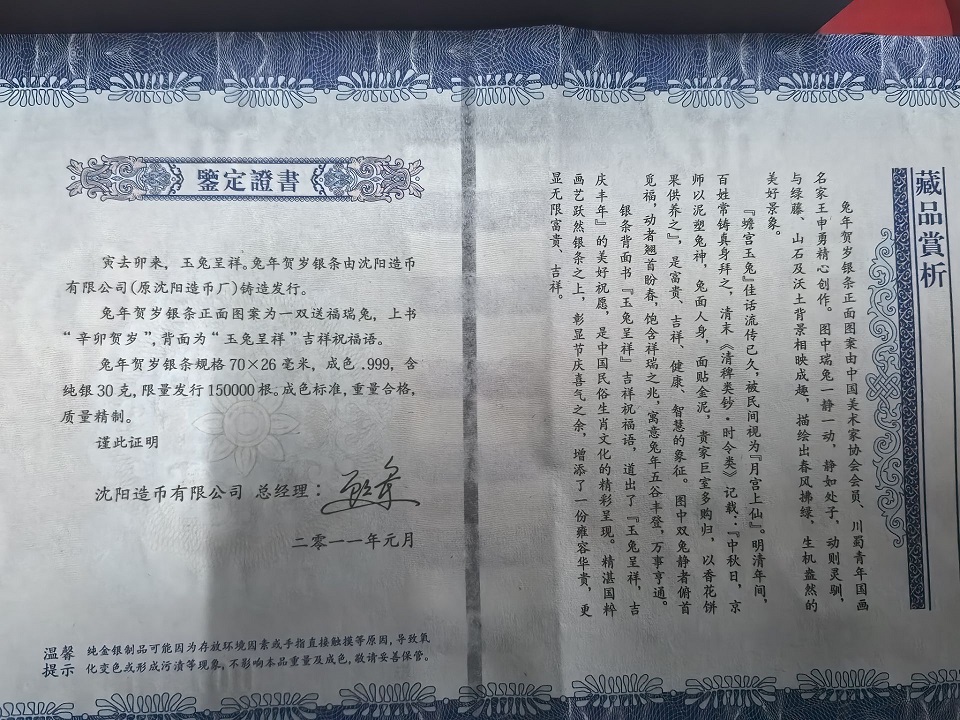 鑒定證書
寅去卯来，玉兔呈祥。兔年贺岁银条由沈阳造币
有限公司(原沈阳造币厂)铸造发行。
兔年贺岁银条正面图案为一双送福瑞兔，上书
“辛卯贺岁”，背面为“玉兔呈祥”吉祥祝福语。
兔年贺岁银条规格70×26毫米，成色.999，含
纯银30克，限量发行150000根。成色标准，重量合格，
质量精制。
谨此证明
沈阳造币有限公司 总经理：
二零一一年元月
温馨
提示
纯金银制品可能因为存放环境因素或手指直接触摸等原因，导致氧
化变色或形成污渍等现象，不影响本品重量及成色，敬请妥善保管。
藏品赏析
兔年贺岁银条正面图案由中国美术家协会会员、川蜀青年国画
名家王申勇精心创作。图中瑞兔一静一动，静如处子，动则灵驯，
与绿藤、山石及沃土背景相映成趣，描绘出春风拂绿，生机盎然的
美好景象。
『蟾宫玉兔』佳话流传已久，被民间视为『月宫上仙』。明清年间，
百姓常铸真身拜之，清末《清稗类钞·时令类》记载：『中秋日，京
师以泥塑兔神，兔面人身，面贴金泥，贵家巨室多购归，以香花饼
果供养之』，是富贵、吉祥、健康、智慧的象征。图中双兔静者俯首
觅福，动者翘首盼春，饱含祥瑞之兆，寓意兔年五谷丰登，万事亨通。
银条背面书『玉兔呈祥』吉祥祝福语，道出了『玉兔呈祥，吉
庆丰年』的美好祝愿，是中国民俗生肖文化的精彩呈现。精湛国粹
画艺跃然银条之上，彰显节庆喜气之余，增添了一份雍容华贵，更
显无限富贵、吉祥。